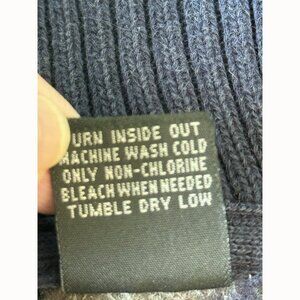 URN INSIDE OUT
MACHINE WASH COLD
ONLY NON-CHLORINE
BLEACH WHEN NEEDED
TUMBLE DRY LOW